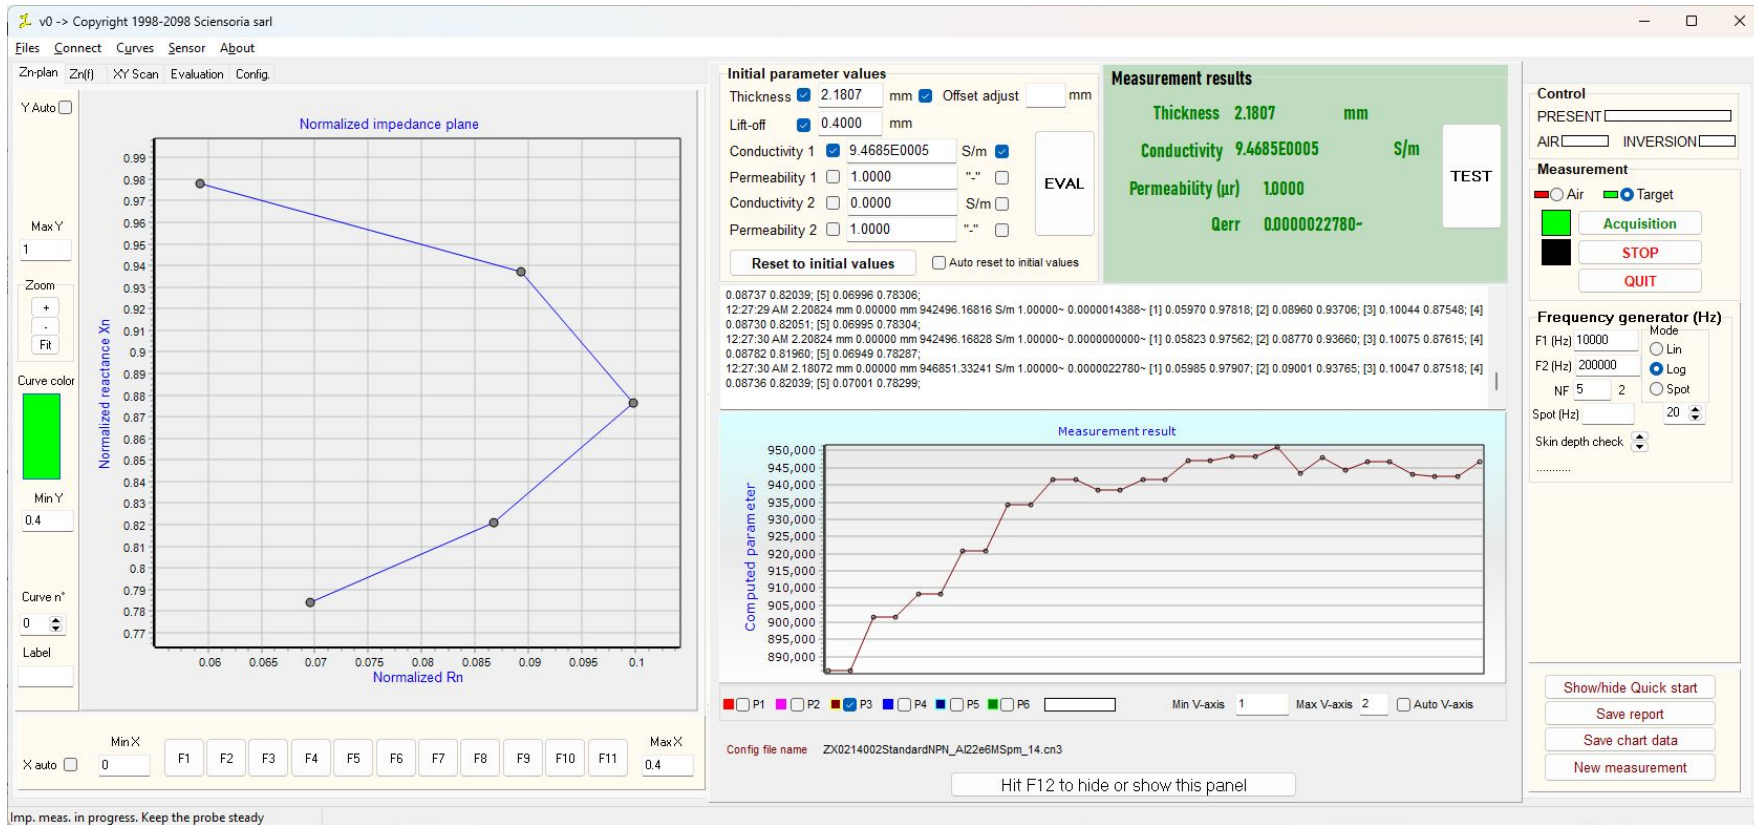 v0 -> Copyright 1998-2098 Sciensoria sarl
Files Connect Curves Sensor About
Zn-plan Zn(f) XY Scan Evaluation Config.
Y Auto
Max Y
1
Zoom
+
-
Fit
Curve color
Min Y
0.4
Curve n°
0
Label
Normalized impedance plane
Normalized reactance Xn
0.99
0.98
0.97
0.96
0.95
0.94
0.93
0.92
0.91
0.9
0.89
0.88
0.87
0.86
0.85
0.84
0.83
0.82
0.81
0.8
0.79
0.78
0.77
0.06 0.065 0.07 0.075 0.08 0.085 0.09 0.095 0.1
Normalized Rn
X auto
Min X
0
F1 F2 F3 F4 F5 F6 F7 F8 F9 F10 F11
Max X
0.4
Initial parameter values
Thickness 2.1807 mm Offset adjust mm
Lift-off 0.4000 mm
Conductivity 1 9.4685E0005 S/m
Permeability 1 1.0000 "-"
Conductivity 2 0.0000 S/m
Permeability 2 1.0000 "-"
EVAL
Reset to initial values Auto reset to initial values
Measurement results
Thickness 2.1807 mm
Conductivity 9.4685E0005 S/m
Permeability (µr) 1.0000
Qerr 0.0000022780~
TEST
0.08737 0.82039; [5] 0.06996 0.78306;
12:27:29 AM 2.20824 mm 0.00000 mm 942496.16816 S/m 1.00000~ 0.0000014388~ [1] 0.05970 0.97818; [2] 0.08960 0.93706; [3] 0.10044 0.87548; [4]
0.08730 0.82051; [5] 0.06995 0.78304;
12:27:30 AM 2.20824 mm 0.00000 mm 942496.16828 S/m 1.00000~ 0.0000000000~ [1] 0.05823 0.97562; [2] 0.08770 0.93660; [3] 0.10075 0.87615; [4]
0.08782 0.81960; [5] 0.06949 0.78287;
12:27:30 AM 2.18072 mm 0.00000 mm 946851.33241 S/m 1.00000~ 0.0000022780~ [1] 0.05985 0.97907; [2] 0.09001 0.93765; [3] 0.10047 0.87518; [4]
0.08736 0.82039; [5] 0.07001 0.78299;
Measurement result
Computed parameter
950,000
945,000
940,000
935,000
930,000
925,000
920,000
915,000
910,000
905,000
900,000
895,000
890,000
P1 P2 P3 P4 P5 P6 Min V-axis 1 Max V-axis 2 Auto V-axis
Config file name ZX0214002StandardNPN_Al22e6MSpm_14.cn3
Hit F12 to hide or show this panel
Control
PRESENT
AIR INVERSION
Measurement
Air Target
Acquisition
STOP
QUIT
Frequency generator (Hz)
F1 (Hz) 10000
F2 (Hz) 200000
NF 5 2
Mode
Lin
Log
Spot
Spot (Hz) 20
Skin depth check
...........
Show/hide Quick start
Save report
Save chart data
New measurement
Imp. meas. in progress. Keep the probe steady